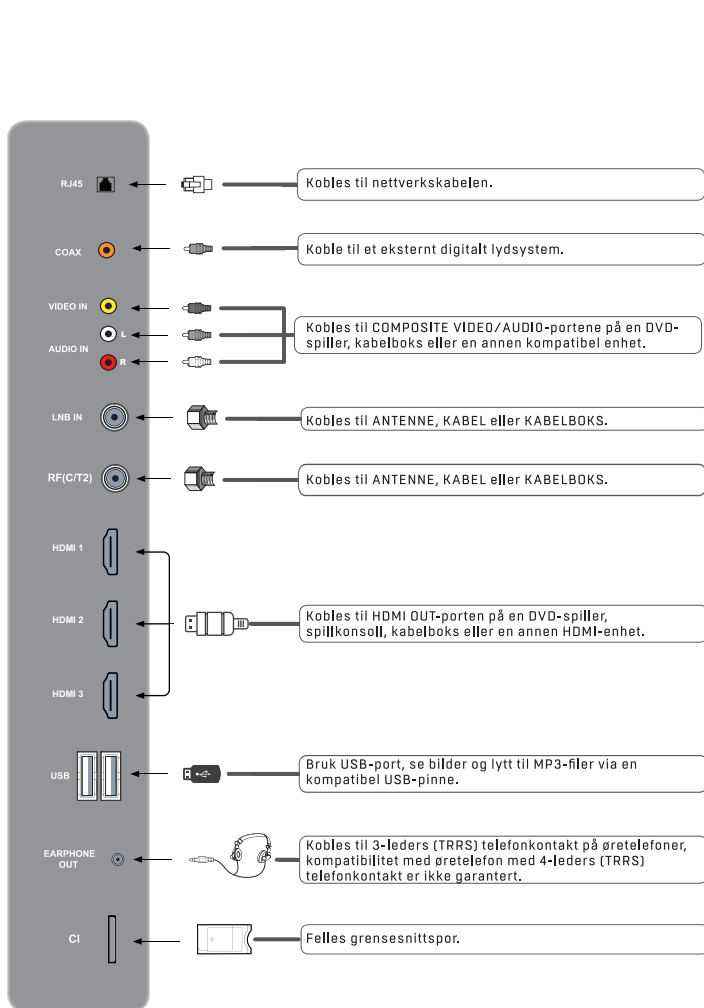 RJ45
Kobles til nettverkskabelen.
COAX
Koble til et eksternt digitalt lydsystem.
VIDEO IN
L
AUDIO IN
R
Kobles til COMPOSITE VIDEO/AUDIO-portene på en DVD-
spiller, kabelboks eller en annen kompatibel enhet.
LNB IN
Kobles til ANTENNE, KABEL eller KABELBOKS.
RF(C/T2)
Kobles til ANTENNE, KABEL eller KABELBOKS.
HDMI 1
HDMI 2
HDMI 3
Kobles til HDMI OUT-porten på en DVD-spiller,
spillkonsoll, kabelboks eller en annen HDMI-enhet.
USB
Bruk USB-port, se bilder og lytt til MP3-filer via en
kompatibel USB-pinne.
EARPHONE
OUT
Kobles til 3-leders (TRRS) telefonkontakt på øretelefoner,
kompatibilitet med øretelefon med 4-leders (TRRS)
telefonkontakt er ikke garantert.
CI
Felles grensesnittspor.